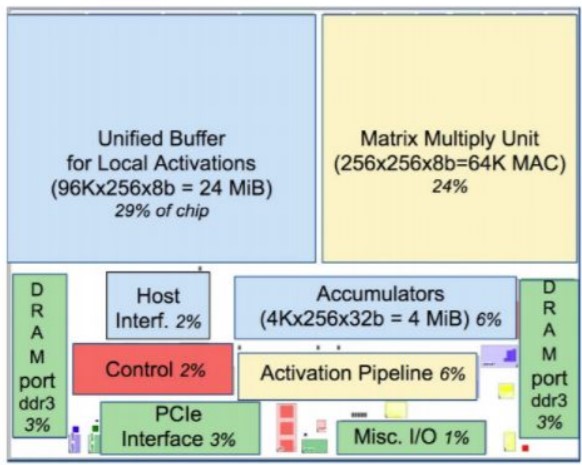 Unified Buffer
for Local Activations
(96Kx256x8b = 24 MiB)
29% of chip
Matrix Multiply Unit
(256x256x8b=64K MAC)
24%
D
R
A
M
port
ddr3
3%
Host
Interf. 2%
Accumulators
(4Kx256x32b = 4 MiB) 6%
D
R
A
M
port
ddr3
3%
Control 2%
Activation Pipeline 6%
PCIe
Interface 3%
Misc. I/O 1%